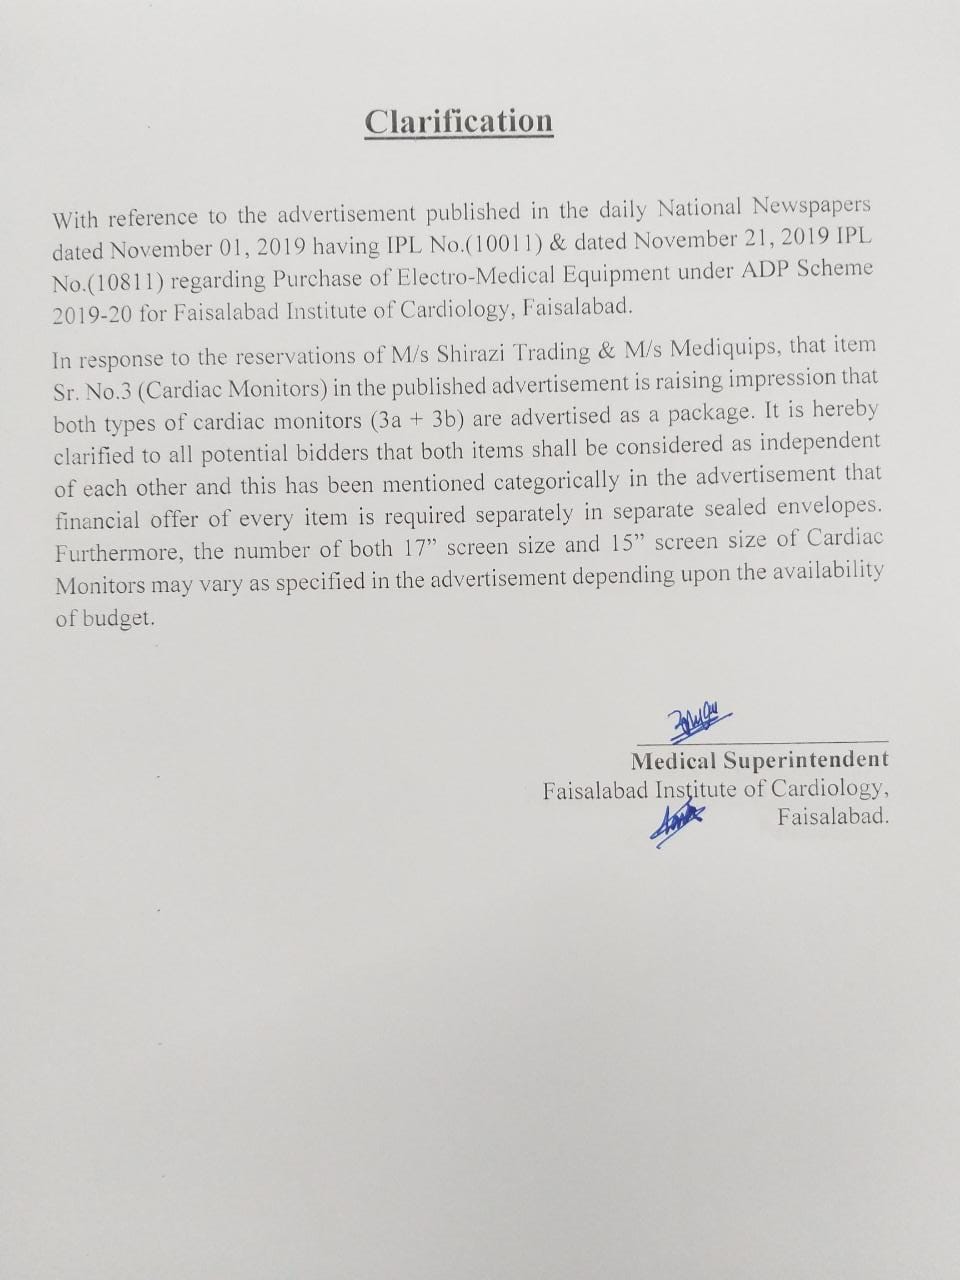 Clarification
With reference to the advertisement published in the daily National Newspapers
dated November 01, 2019 having IPL No.(10011) & dated November 21, 2019 IPL
No.(10811) regarding Purchase of Electro-Medical Equipment under ADP Scheme
2019-20 for Faisalabad Institute of Cardiology, Faisalabad.
In response to the reservations of M/s Shirazi Trading & M/s Mediquips, that item
Sr. No.3 (Cardiac Monitors) in the published advertisement is raising impression that
both types of cardiac monitors (3a + 3b) are advertised as a package. It is hereby
clarified to all potential bidders that both items shall be considered as independent
of each other and this has been mentioned categorically in the advertisement that
financial offer of every item is required separately in separate sealed envelopes.
Furthermore, the number of both 17” screen size and 15” screen size of Cardiac
Monitors may vary as specified in the advertisement depending upon the availability
of budget.
Medical Superintendent
Faisalabad Institute of Cardiology,
Faisalabad.